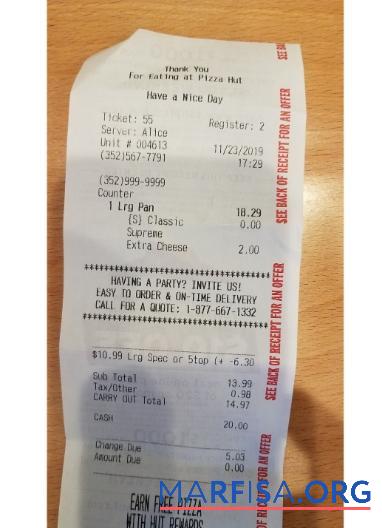 Thank You
For Eating at Pizza Hut
Have a Nice Day
Ticket: 55 Register: 2
Server: Alice
Unit # 004613 11/23/2019
(352)567-7791 17:29
(352)999-9999
Counter
1 Lrg Pan 18.29
{S} Classic 0.00
Supreme
Extra Cheese 2.00
************************************
HAVING A PARTY? INVITE US!
EASY TO ORDER & ON-TIME DELIVERY
CALL FOR A QUOTE: 1-877-667-1332
************************************
$10.99 Lrg Spec or 5top (+ -6.30
Sub Total 13.99
Tax/Other 0.98
CARRY OUT Total 14.97
CASH 20.00
Change Due 5.03
Amount Due 0.00
EARN FREE PIZZA
WITH HUT REWARDS
SEE BACK OF RECEIPT FOR AN OFFER
SEE BACK OF RECEIPT FOR AN OFFER
MARFISA.ORG